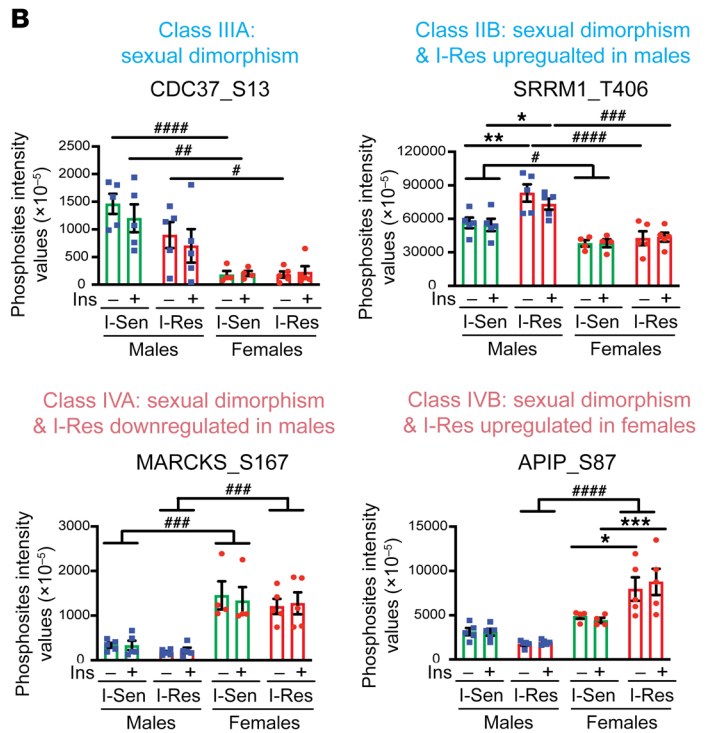 B
Class IIIA:
sexual dimorphism
CDC37_S13
Phosphosites intensity
values (×10⁻⁵)
2500
2000
1500
1000
500
0
####
##
#
Ins – + – + – + – +
I-Sen I-Res I-Sen I-Res
Males Females
Class IIB: sexual dimorphism
& I-Res upregualted in males
SRRM1_T406
Phosphosites intensity
values (×10⁻⁵)
120000
90000
60000
30000
0
* ###
** ####
#
Ins – + – + – + – +
I-Sen I-Res I-Sen I-Res
Males Females
Class IVA: sexual dimorphism
& I-Res downregulated in males
MARCKS_S167
Phosphosites intensity
values (×10⁻⁵)
3000
2000
1000
0
###
###
Ins – + – + – + – +
I-Sen I-Res I-Sen I-Res
Males Females
Class IVB: sexual dimorphism
& I-Res upregulated in females
APIP_S87
Phosphosites intensity
values (×10⁻⁵)
15000
10000
5000
0
####
***
*
Ins – + – + – + – +
I-Sen I-Res I-Sen I-Res
Males Females